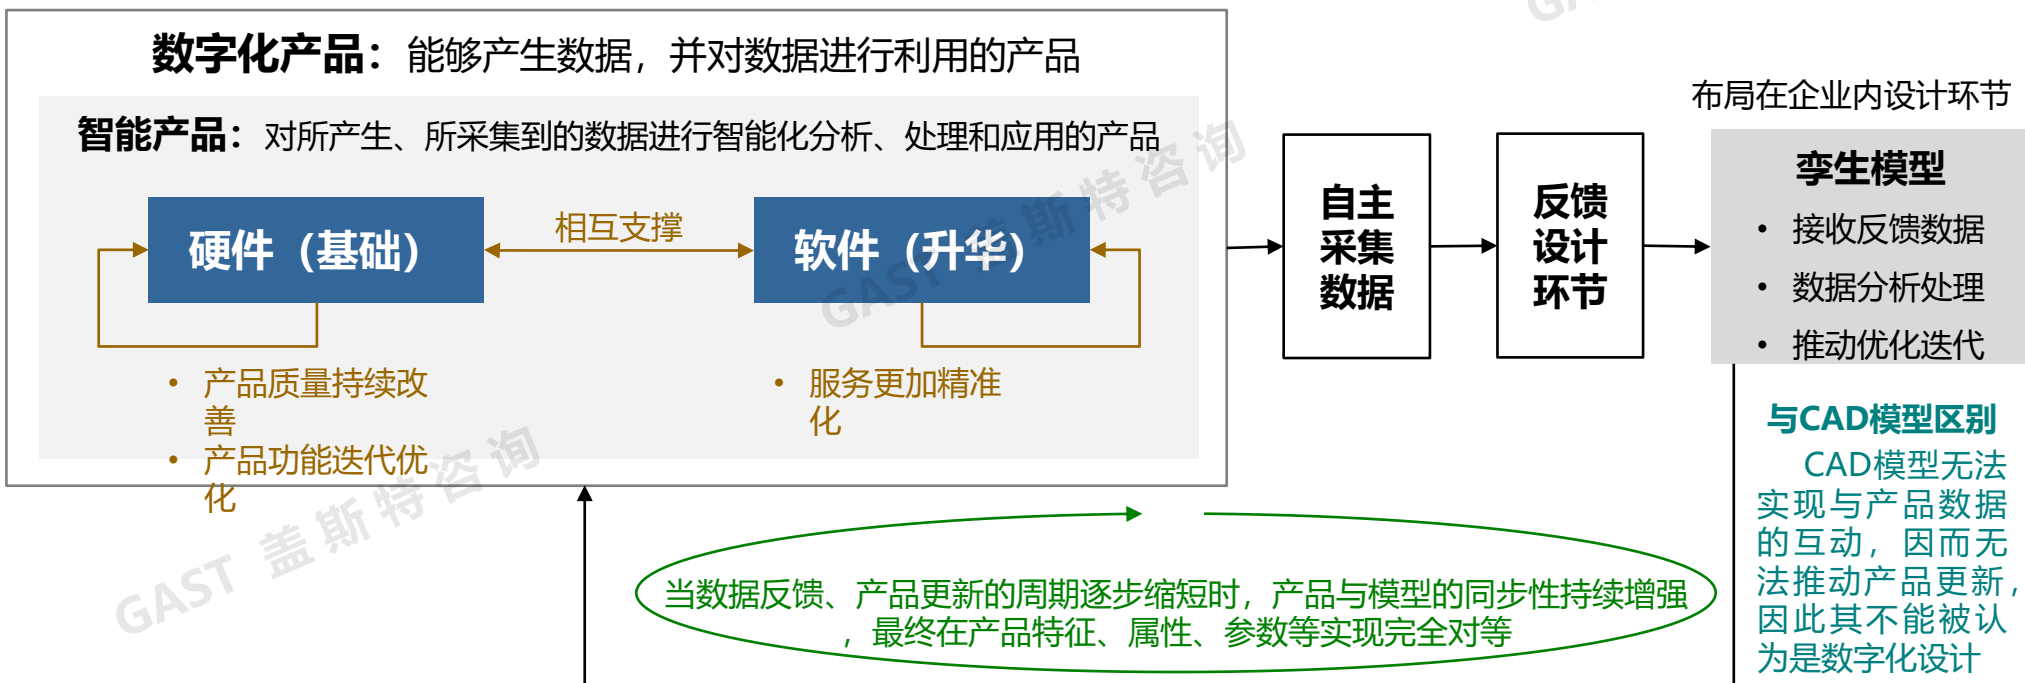 数字化产品：能够产生数据，并对数据进行利用的产品
智能产品：对所产生、所采集到的数据进行智能化分析、处理和应用的产品
硬件（基础）
相互支撑
软件（升华）
• 产品质量持续改
善
• 产品功能迭代优
化
• 服务更加精准
化
自主
采集
数据
反馈
设计
环节
布局在企业内设计环节
孪生模型
• 接收反馈数据
• 数据分析处理
• 推动优化迭代
与CAD模型区别
CAD模型无法
实现与产品数据
的互动，因而无
法推动产品更新，
因此其不能被认
为是数字化设计
当数据反馈、产品更新的周期逐步缩短时，产品与模型的同步性持续增强
，最终在产品特征、属性、参数等实现完全对等
GAST 盖斯特咨询
GAST 盖斯特咨询